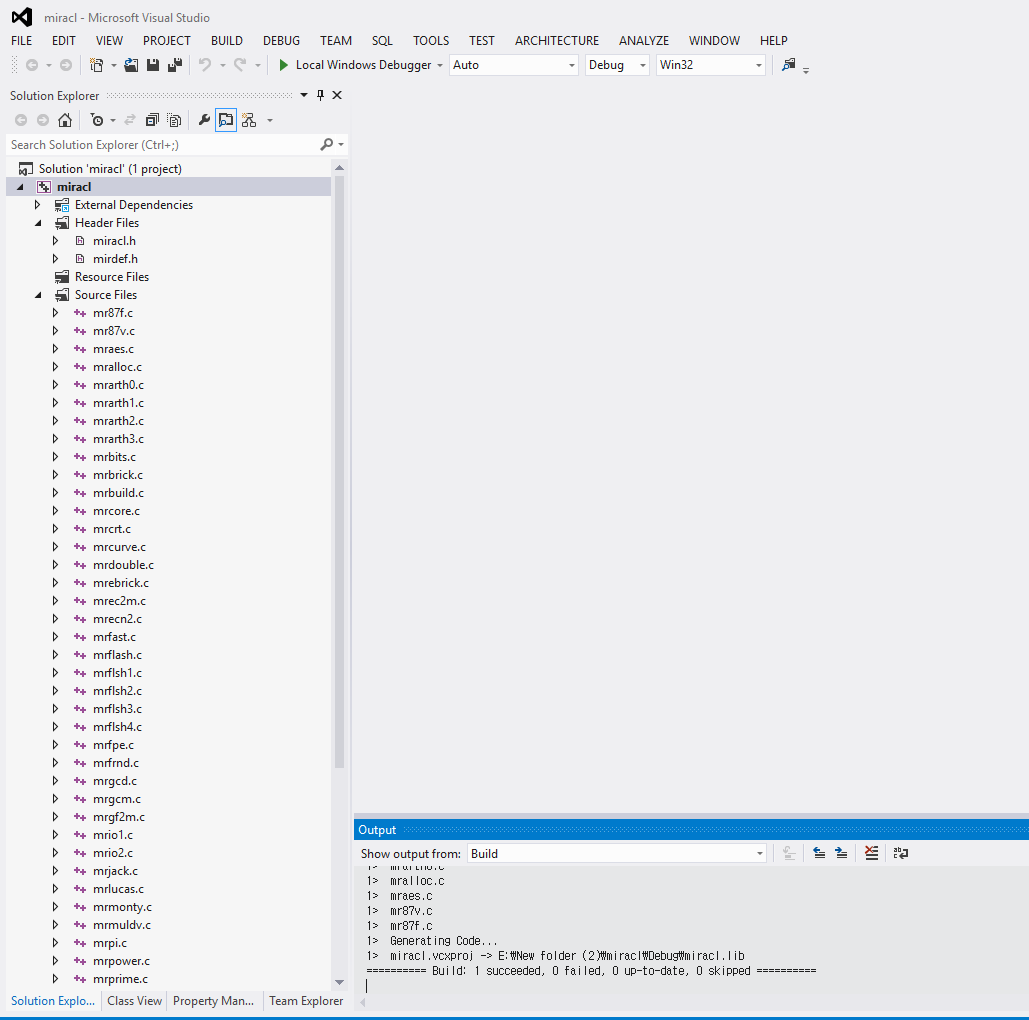 miracl - Microsoft Visual Studio
FILE EDIT VIEW PROJECT BUILD DEBUG TEAM SQL TOOLS TEST ARCHITECTURE ANALYZE WINDOW HELP
Local Windows Debugger Auto Debug Win32
Solution Explorer
Search Solution Explorer (Ctrl+;)
Solution 'miracl' (1 project)
miracl
External Dependencies
Header Files
miracl.h
mirdef.h
Resource Files
Source Files
mr87f.c
mr87v.c
mraes.c
mralloc.c
mrarth0.c
mrarth1.c
mrarth2.c
mrarth3.c
mrbits.c
mrbrick.c
mrbuild.c
mrcore.c
mrcrt.c
mrcurve.c
mrdouble.c
mrebrick.c
mrec2m.c
mrecn2.c
mrfast.c
mrflash.c
mrflsh1.c
mrflsh2.c
mrflsh3.c
mrflsh4.c
mrfpe.c
mrfrnd.c
mrgcd.c
mrgcm.c
mrgf2m.c
mrio1.c
mrio2.c
mrjack.c
mrlucas.c
mrmonty.c
mrmuldv.c
mrpi.c
mrpower.c
mrprime.c
Solution Explo... Class View Property Man... Team Explorer
Output
Show output from: Build
1> mrarth0.c
1> mralloc.c
1> mraes.c
1> mr87v.c
1> mr87f.c
1> Generating Code...
1> miracl.vcxproj -> E:₩New folder (2)₩miracl₩Debug₩miracl.lib
========== Build: 1 succeeded, 0 failed, 0 up-to-date, 0 skipped ==========